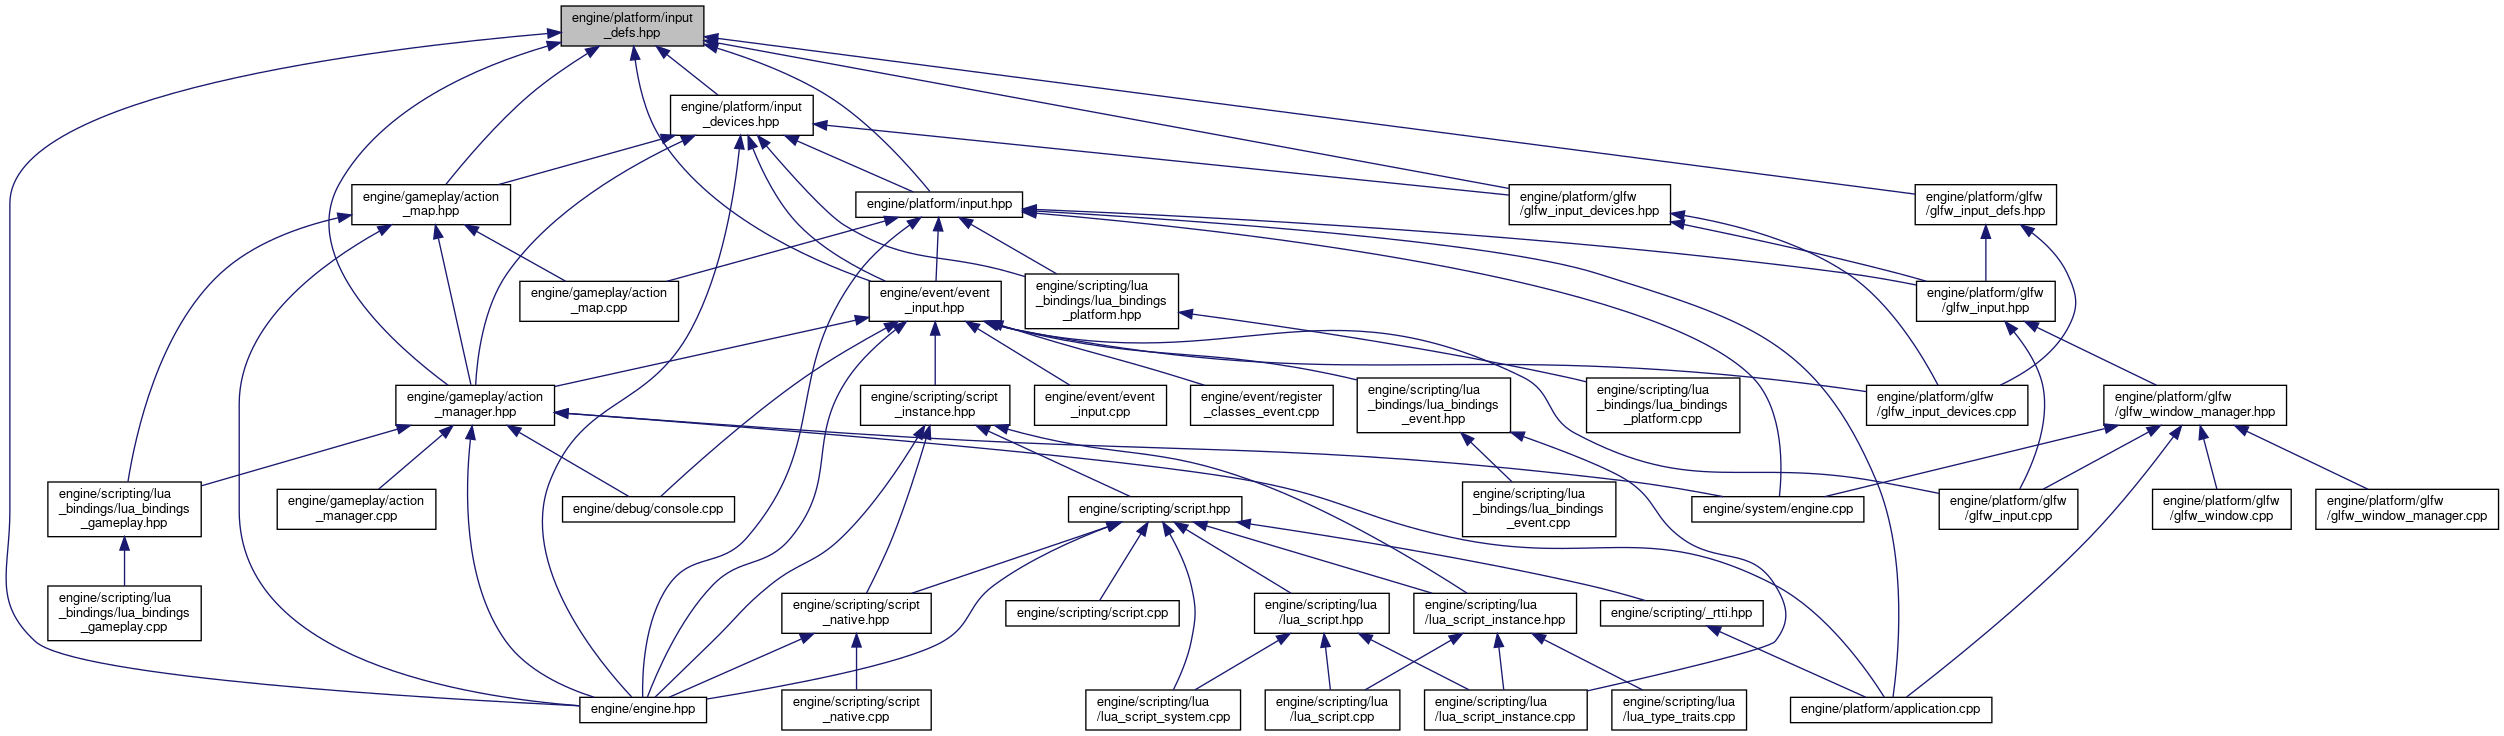 engine/platform/input
_defs.hpp
engine/platform/input
_devices.hpp
engine/gameplay/action
_map.hpp
engine/platform/input.hpp
engine/platform/glfw
/glfw_input_devices.hpp
engine/platform/glfw
/glfw_input_defs.hpp
engine/gameplay/action
_map.cpp
engine/event/event
_input.hpp
engine/scripting/lua
_bindings/lua_bindings
_platform.hpp
engine/platform/glfw
/glfw_input.hpp
engine/gameplay/action
_manager.hpp
engine/scripting/script
_instance.hpp
engine/event/event
_input.cpp
engine/event/register
_classes_event.cpp
engine/scripting/lua
_bindings/lua_bindings
_event.hpp
engine/scripting/lua
_bindings/lua_bindings
_platform.cpp
engine/platform/glfw
/glfw_input_devices.cpp
engine/platform/glfw
/glfw_window_manager.hpp
engine/scripting/lua
_bindings/lua_bindings
_gameplay.hpp
engine/gameplay/action
_manager.cpp
engine/debug/console.cpp
engine/scripting/script.hpp
engine/scripting/lua
_bindings/lua_bindings
_event.cpp
engine/system/engine.cpp
engine/platform/glfw
/glfw_input.cpp
engine/platform/glfw
/glfw_window.cpp
engine/platform/glfw
/glfw_window_manager.cpp
engine/scripting/lua
_bindings/lua_bindings
_gameplay.cpp
engine/scripting/script
_native.hpp
engine/scripting/script.cpp
engine/scripting/lua
/lua_script.hpp
engine/scripting/lua
/lua_script_instance.hpp
engine/scripting/_rtti.hpp
engine/engine.hpp
engine/scripting/script
_native.cpp
engine/scripting/lua
/lua_script_system.cpp
engine/scripting/lua
/lua_script.cpp
engine/scripting/lua
/lua_script_instance.cpp
engine/scripting/lua
/lua_type_traits.cpp
engine/platform/application.cpp